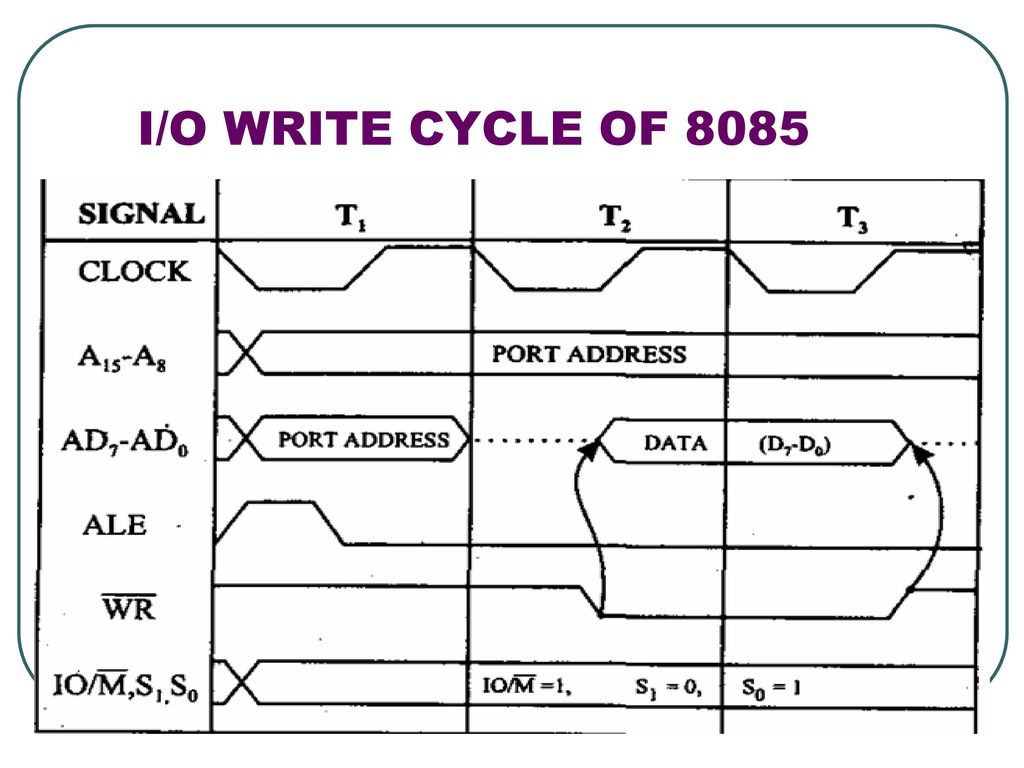 I/O WRITE CYCLE OF 8085
SIGNAL T₁ T₂ T₃
CLOCK
A₁₅-A₈ PORT ADDRESS
AD₇-AD₀ PORT ADDRESS DATA (D₇-D₀)
ALE
W̅R̅
IO/M̅,S₁,S₀ IO/M̅ =1, S₁ = 0, S₀ = 1